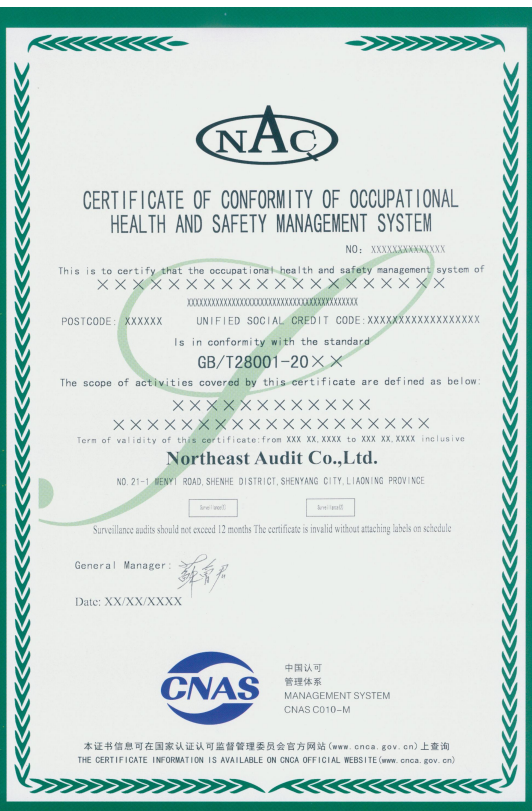 NAC
CERTIFICATE OF CONFORMITY OF OCCUPATIONAL
HEALTH AND SAFETY MANAGEMENT SYSTEM
NO: XXXXXXXXXXXXXX
This is to certify that the occupational health and safety management system of
××××××××××××××××××××
XXXXXXXXXXXXXXXXXXXXXXXXXXXXXXXXXXXXXXXXXX
POSTCODE: XXXXXX UNIFIED SOCIAL CREDIT CODE:XXXXXXXXXXXXXXXXXX
Is in conformity with the standard
GB/T28001-20××
The scope of activities covered by this certificate are defined as below:
×××××××××××
××××××××××××××××××
Term of validity of this certificate:from XXX XX,XXXX to XXX XX,XXXX inclusive
Northeast Audit Co.,Ltd.
NO.21-1 WENYI ROAD,SHENHE DISTRICT,SHENYANG CITY,LIAONING PROVINCE
Surveillance audits should not exceed 12 months The certificate is invalid without attaching labels on schedule
General Manager:
Date: XX/XX/XXXX
CNAS
中国认可
管理体系
MANAGEMENT SYSTEM
CNAS C010-M
本证书信息可在国家认证认可监督管理委员会官方网站(www.cnca.gov.cn)上查询
THE CERTIFICATE INFORMATION IS AVAILABLE ON CNCA OFFICIAL WEBSITE(www.cnca.gov.cn)